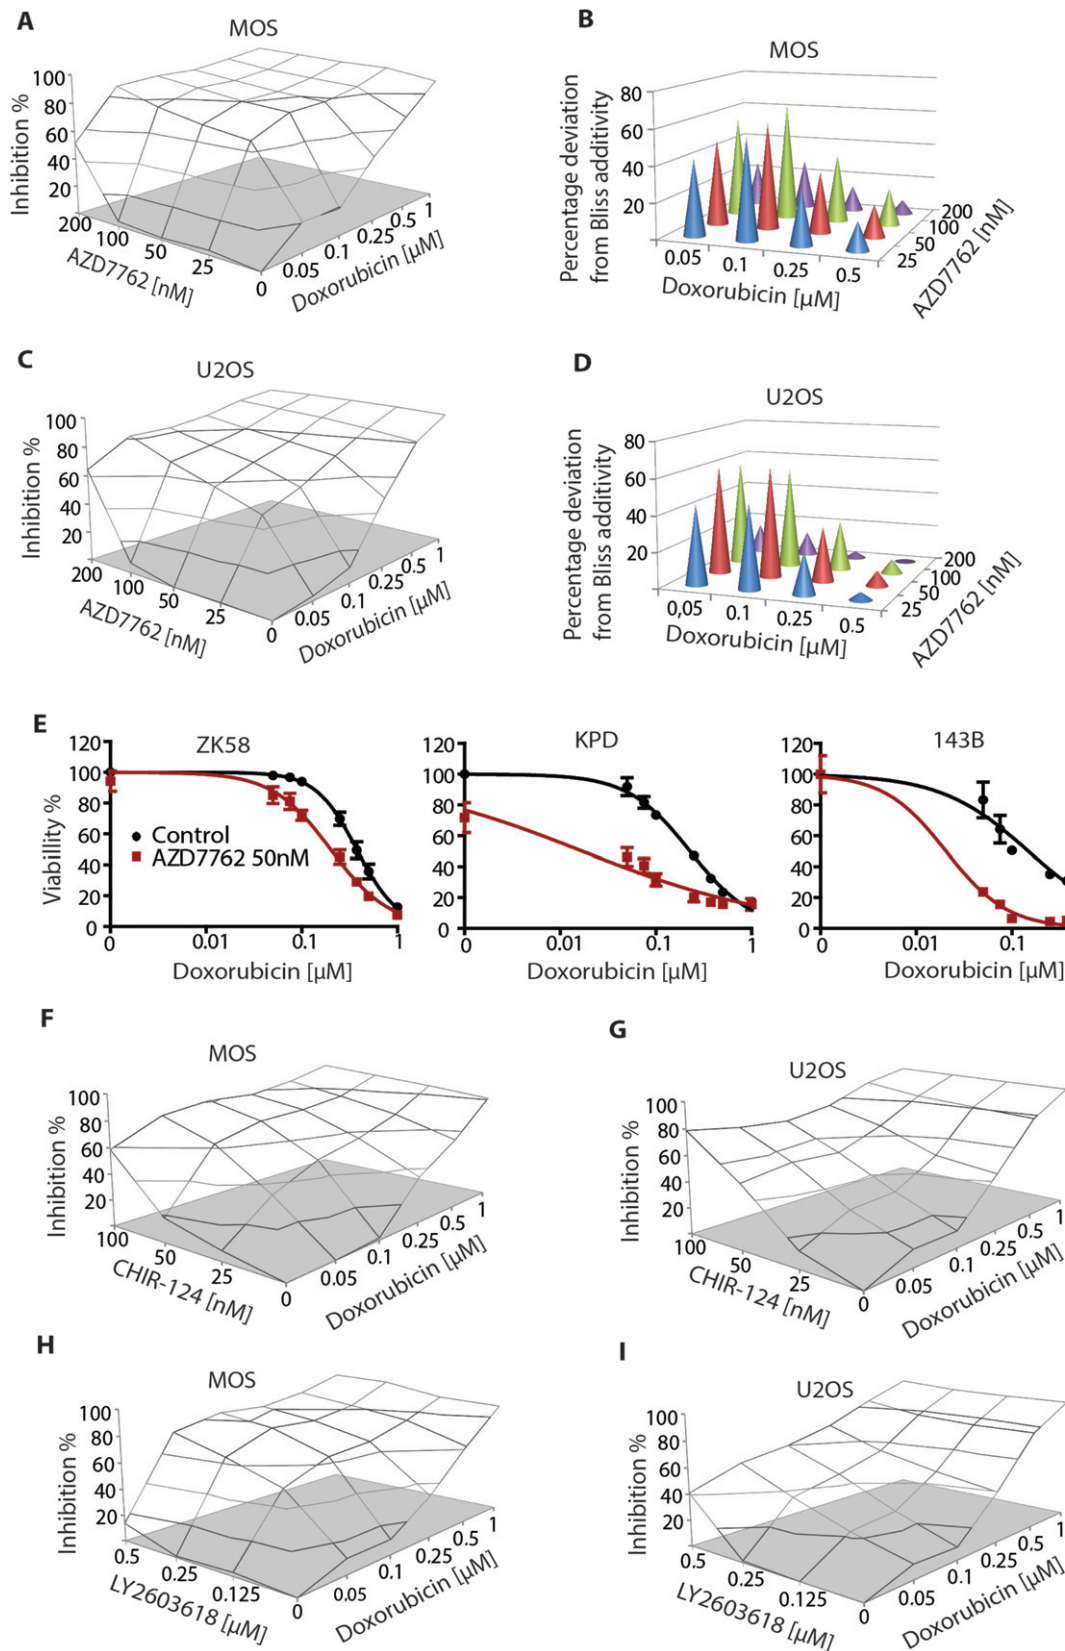 A
MOS
Inhibition %
100
80
60
40
20
200
100
50
25
0
AZD7762 [nM]
0.05
0.1
0.25
0.5
1
Doxorubicin [µM]
B
MOS
Percentage deviation
from Bliss additivity
80
60
40
20
0.05
0.1
0.25
0.5
Doxorubicin [µM]
25
50
100
200
AZD7762 [nM]
C
U2OS
Inhibition %
100
80
60
40
20
200
100
50
25
0
AZD7762 [nM]
0.05
0.1
0.25
0.5
1
Doxorubicin [µM]
D
U2OS
Percentage deviation
from Bliss additivity
80
60
40
20
0,05
0.1
0.25
0.5
Doxorubicin [µM]
25
50
100
200
AZD7762 [nM]
E
ZK58
Viabillity %
120
100
80
60
40
20
0
Control
AZD7762 50nM
0
0.01
0.1
1
Doxorubicin [µM]
KPD
120
100
80
60
40
20
0
0
0.01
0.1
1
Doxorubicin [µM]
143B
120
100
80
60
40
20
0
0
0.01
0.1
Doxorubicin [µM]
F
MOS
Inhibition %
100
80
60
40
20
100
50
25
0
CHIR-124 [nM]
0.05
0.1
0.25
0.5
1
Doxorubicin [µM]
G
U2OS
Inhibition %
100
80
60
40
20
100
50
25
0
CHIR-124 [nM]
0.05
0.1
0.25
0.5
1
Doxorubicin [µM]
H
MOS
Inhibition %
100
80
60
40
20
0.5
0.25
0.125
0
LY2603618 [µM]
0.05
0.1
0.25
0.5
1
Doxorubicin [µM]
I
U2OS
Inhibition %
100
80
60
40
20
0.5
0.25
0.125
0
LY2603618 [µM]
0.05
0.1
0.25
0.5
1
Doxorubicin [µM]